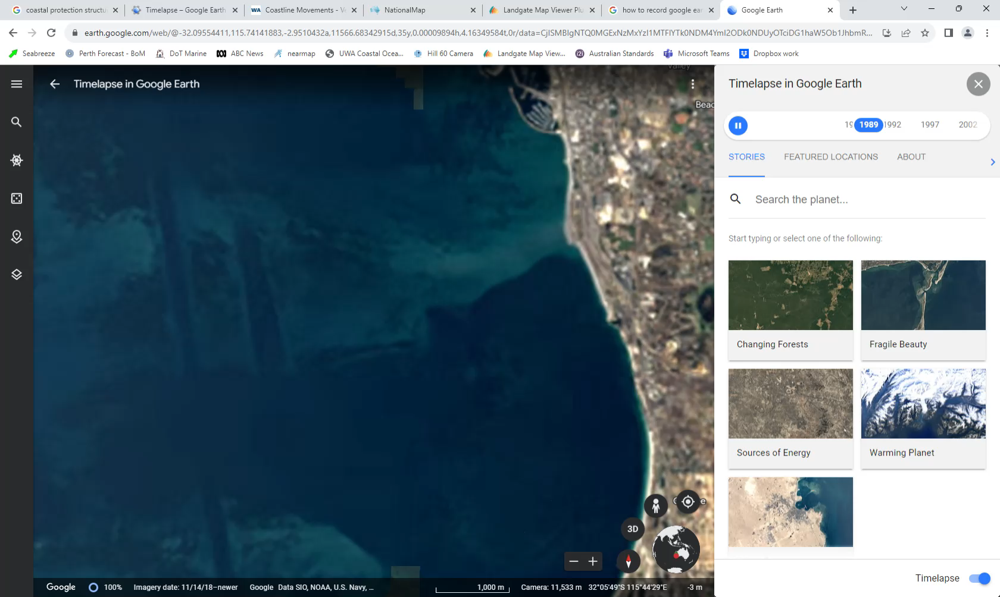 coastal protection structu
Timelapse – Google Earth
WA Coastline Movements - Ve
NationalMap
Landgate Map Viewer Plu
how to record google ear
Google Earth
earth.google.com/web/@-32.09554411,115.74141883,-2.9510432a,11566.68342915d,35y,0.00009894h,4.16349584t,0r/data=CjISMBIgNTQ0MGExNzMxYzI1MTFlYTk0NDM4YmI2ODk0NDUyOTciDG1haW5Ob1JhbmR...
Seabreeze
Perth Forecast - BoM
DoT Marine
ABC News
nearmap
UWA Coastal Ocea...
Hill 60 Camera
Landgate Map View...
Australian Standards
Microsoft Teams
Dropbox work
Timelapse in Google Earth
Valley
Beac
Timelapse in Google Earth
1989 1992 1997 2002
STORIES FEATURED LOCATIONS ABOUT
Search the planet...
Start typing or select one of the following:
Changing Forests
Fragile Beauty
Sources of Energy
Warming Planet
3D
Google 100% Imagery date: 11/14/18–newer Google Data SIO, NOAA, U.S. Navy, ... 1,000 m Camera: 11,533 m 32°05'49"S 115°44'29"E -3 m
Timelapse